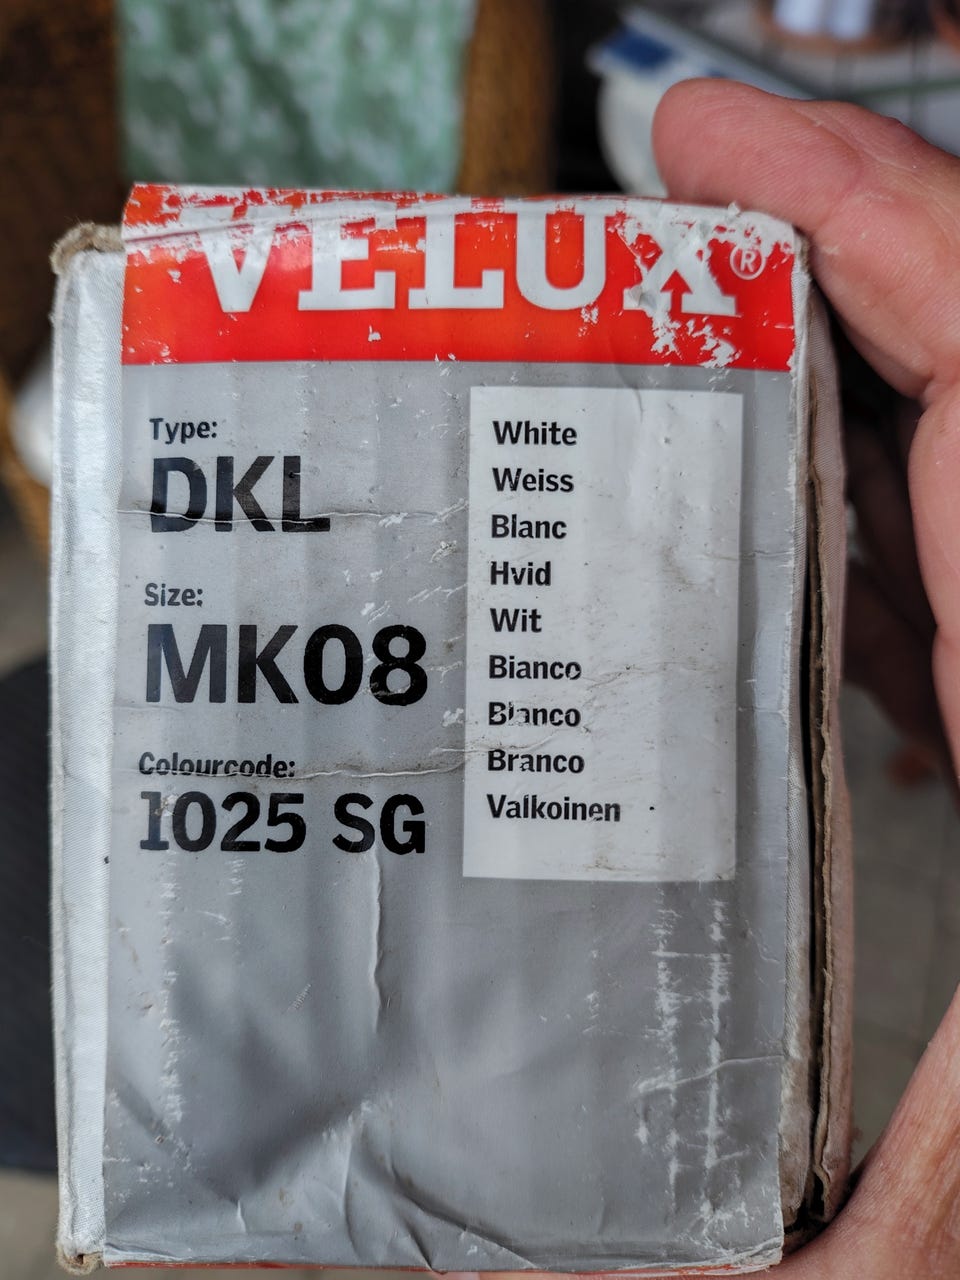 VELUX®
Type:
DKL
Size:
MK08
Colourcode:
1025 SG
White
Weiss
Blanc
Hvid
Wit
Bianco
Blanco
Branco
Valkoinen